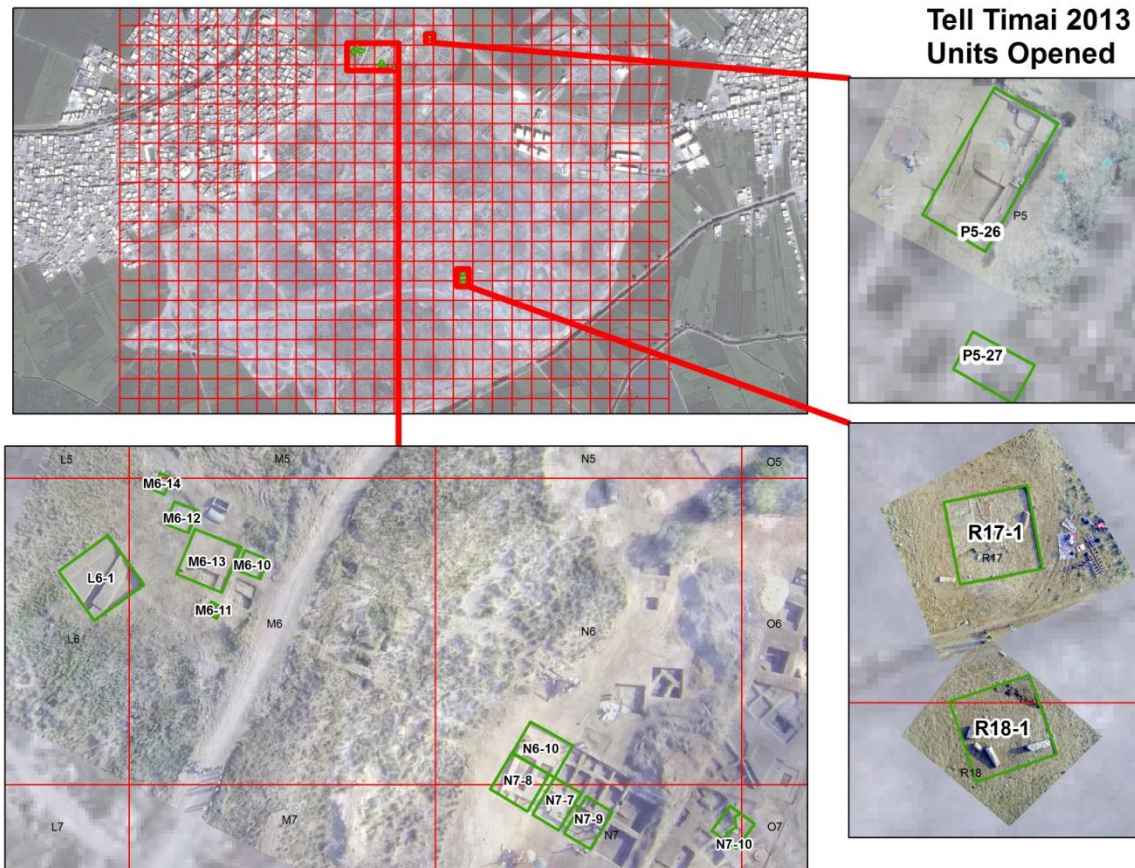 Tell Timai 2013
Units Opened
P5
P5-26
P5-27
L5
M5
N5
O5
M6-14
M6-12
M6-13
M6-10
L6-1
M6-11
L6
M6
N6
O6
N6-10
N7-8
N7-7
N7-9
N7-10
L7
M7
N7
O7
R17-1
R17
R18-1
R18